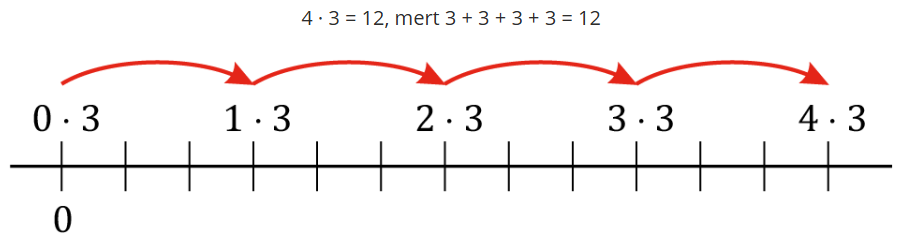 4 · 3 = 12, mert 3 + 3 + 3 + 3 = 12
0 · 3 1 · 3 2 · 3 3 · 3 4 · 3
0